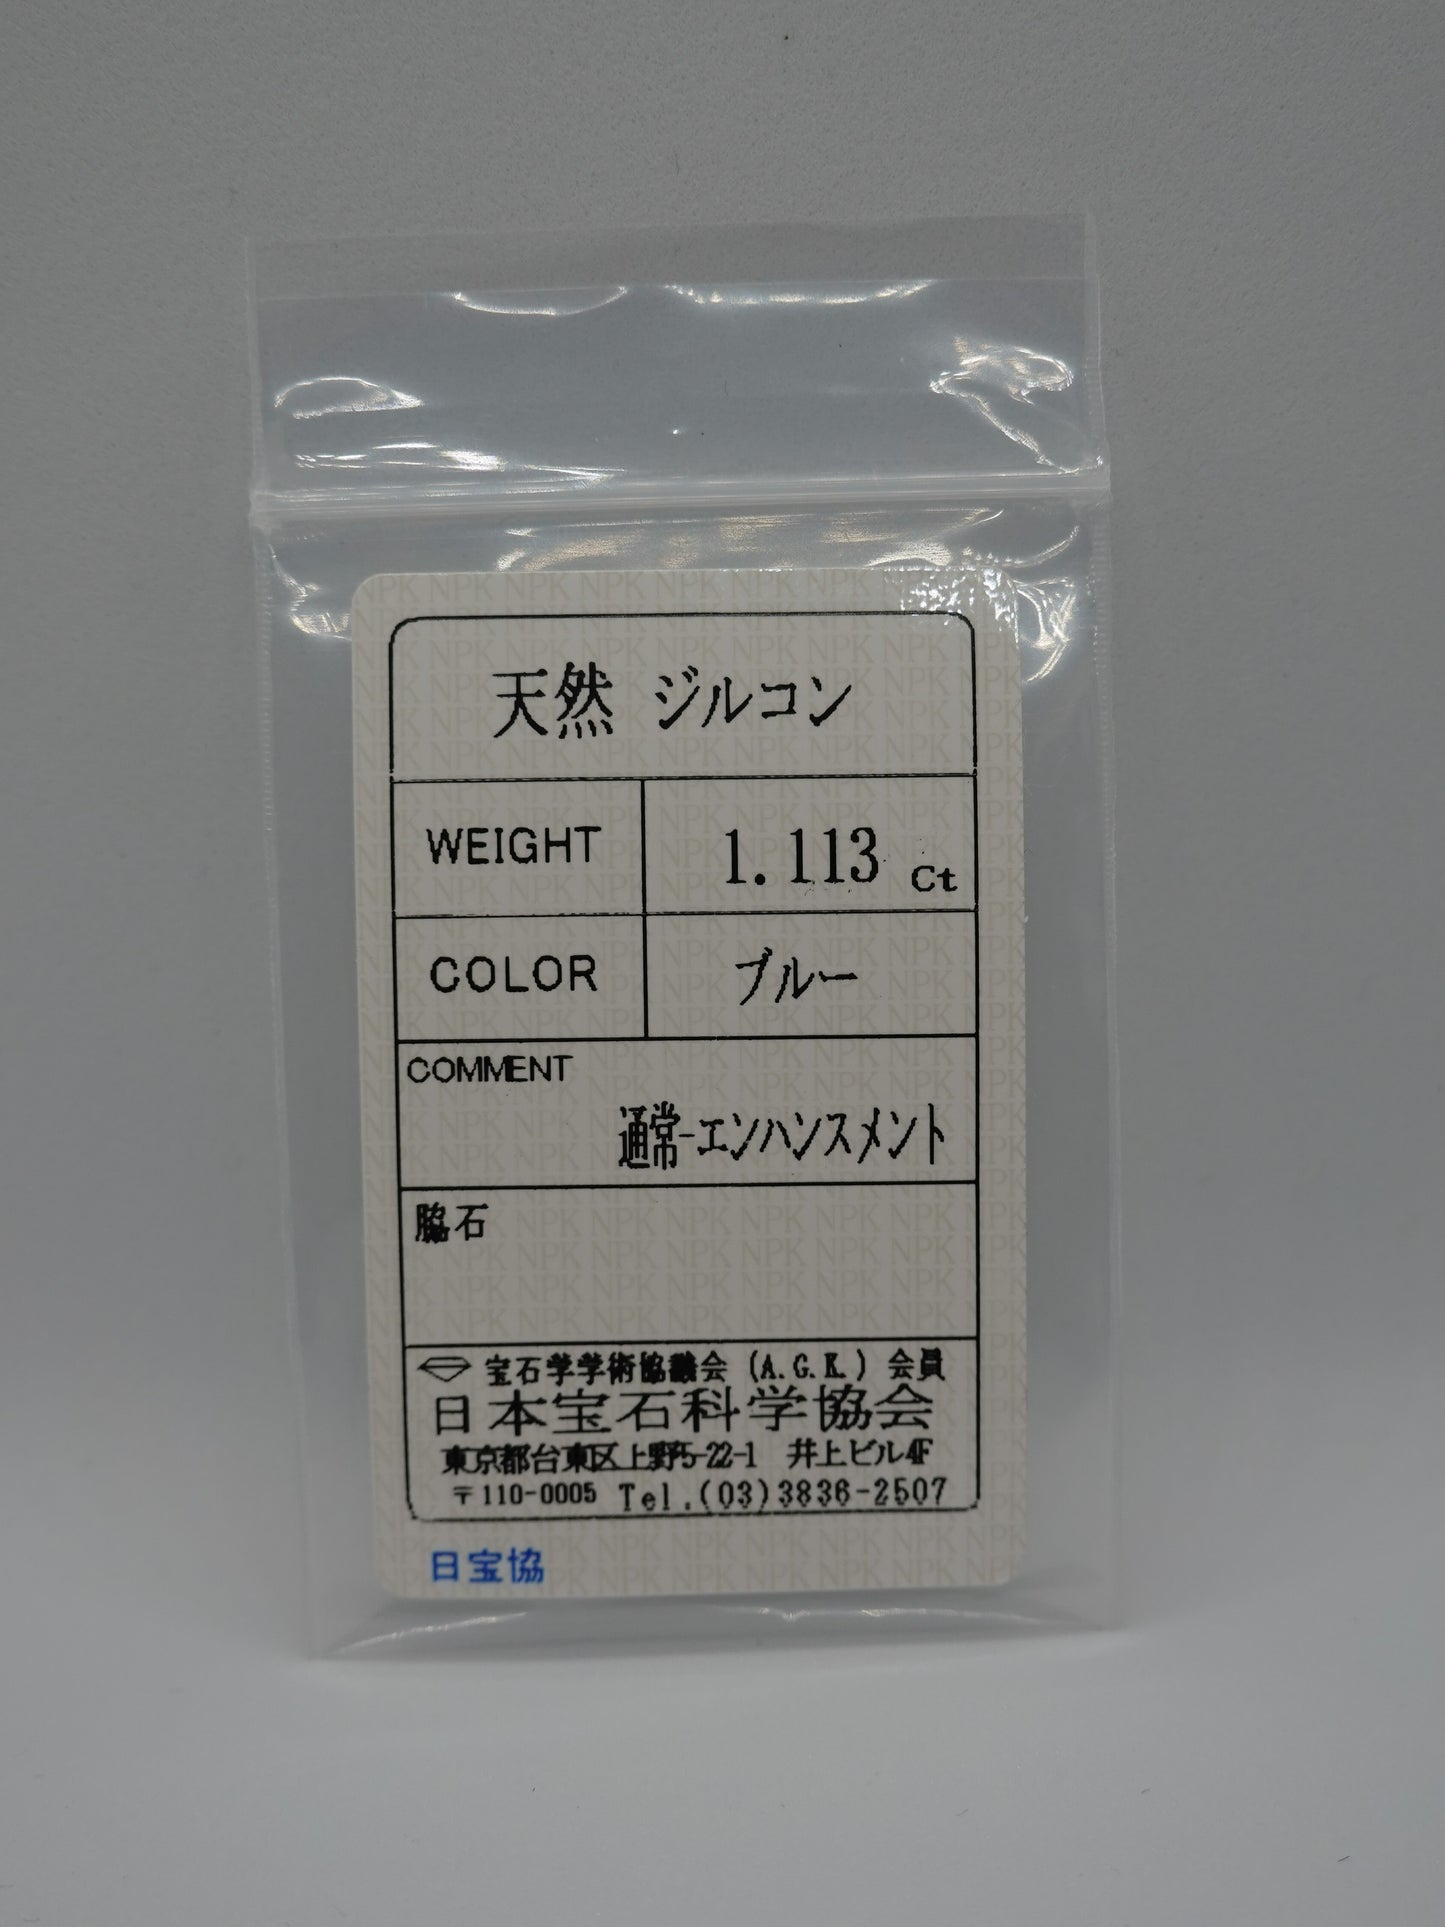 天然 ジルコン
WEIGHT 1.113 Ct
COLOR ブルー
COMMENT
通常-エンハンスメント
脇石
宝石学学術協議会 (A.G.K.) 会員
日本宝石科学協会
東京都台東区上野5-22-1 井上ビル4F
〒110-0005 Tel.(03)3836-2507
日宝協